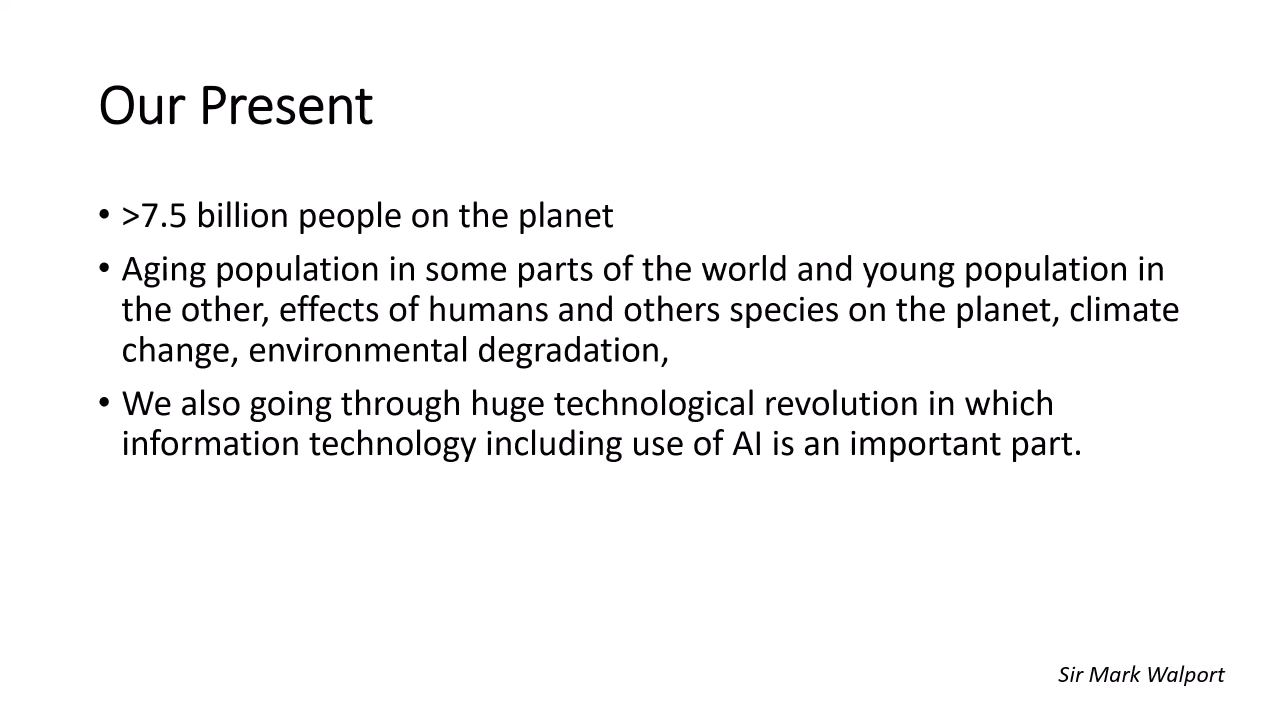 Our Present
• >7.5 billion people on the planet
• Aging population in some parts of the world and young population in
the other, effects of humans and others species on the planet, climate
change, environmental degradation,
• We also going through huge technological revolution in which
information technology including use of AI is an important part.
Sir Mark Walport